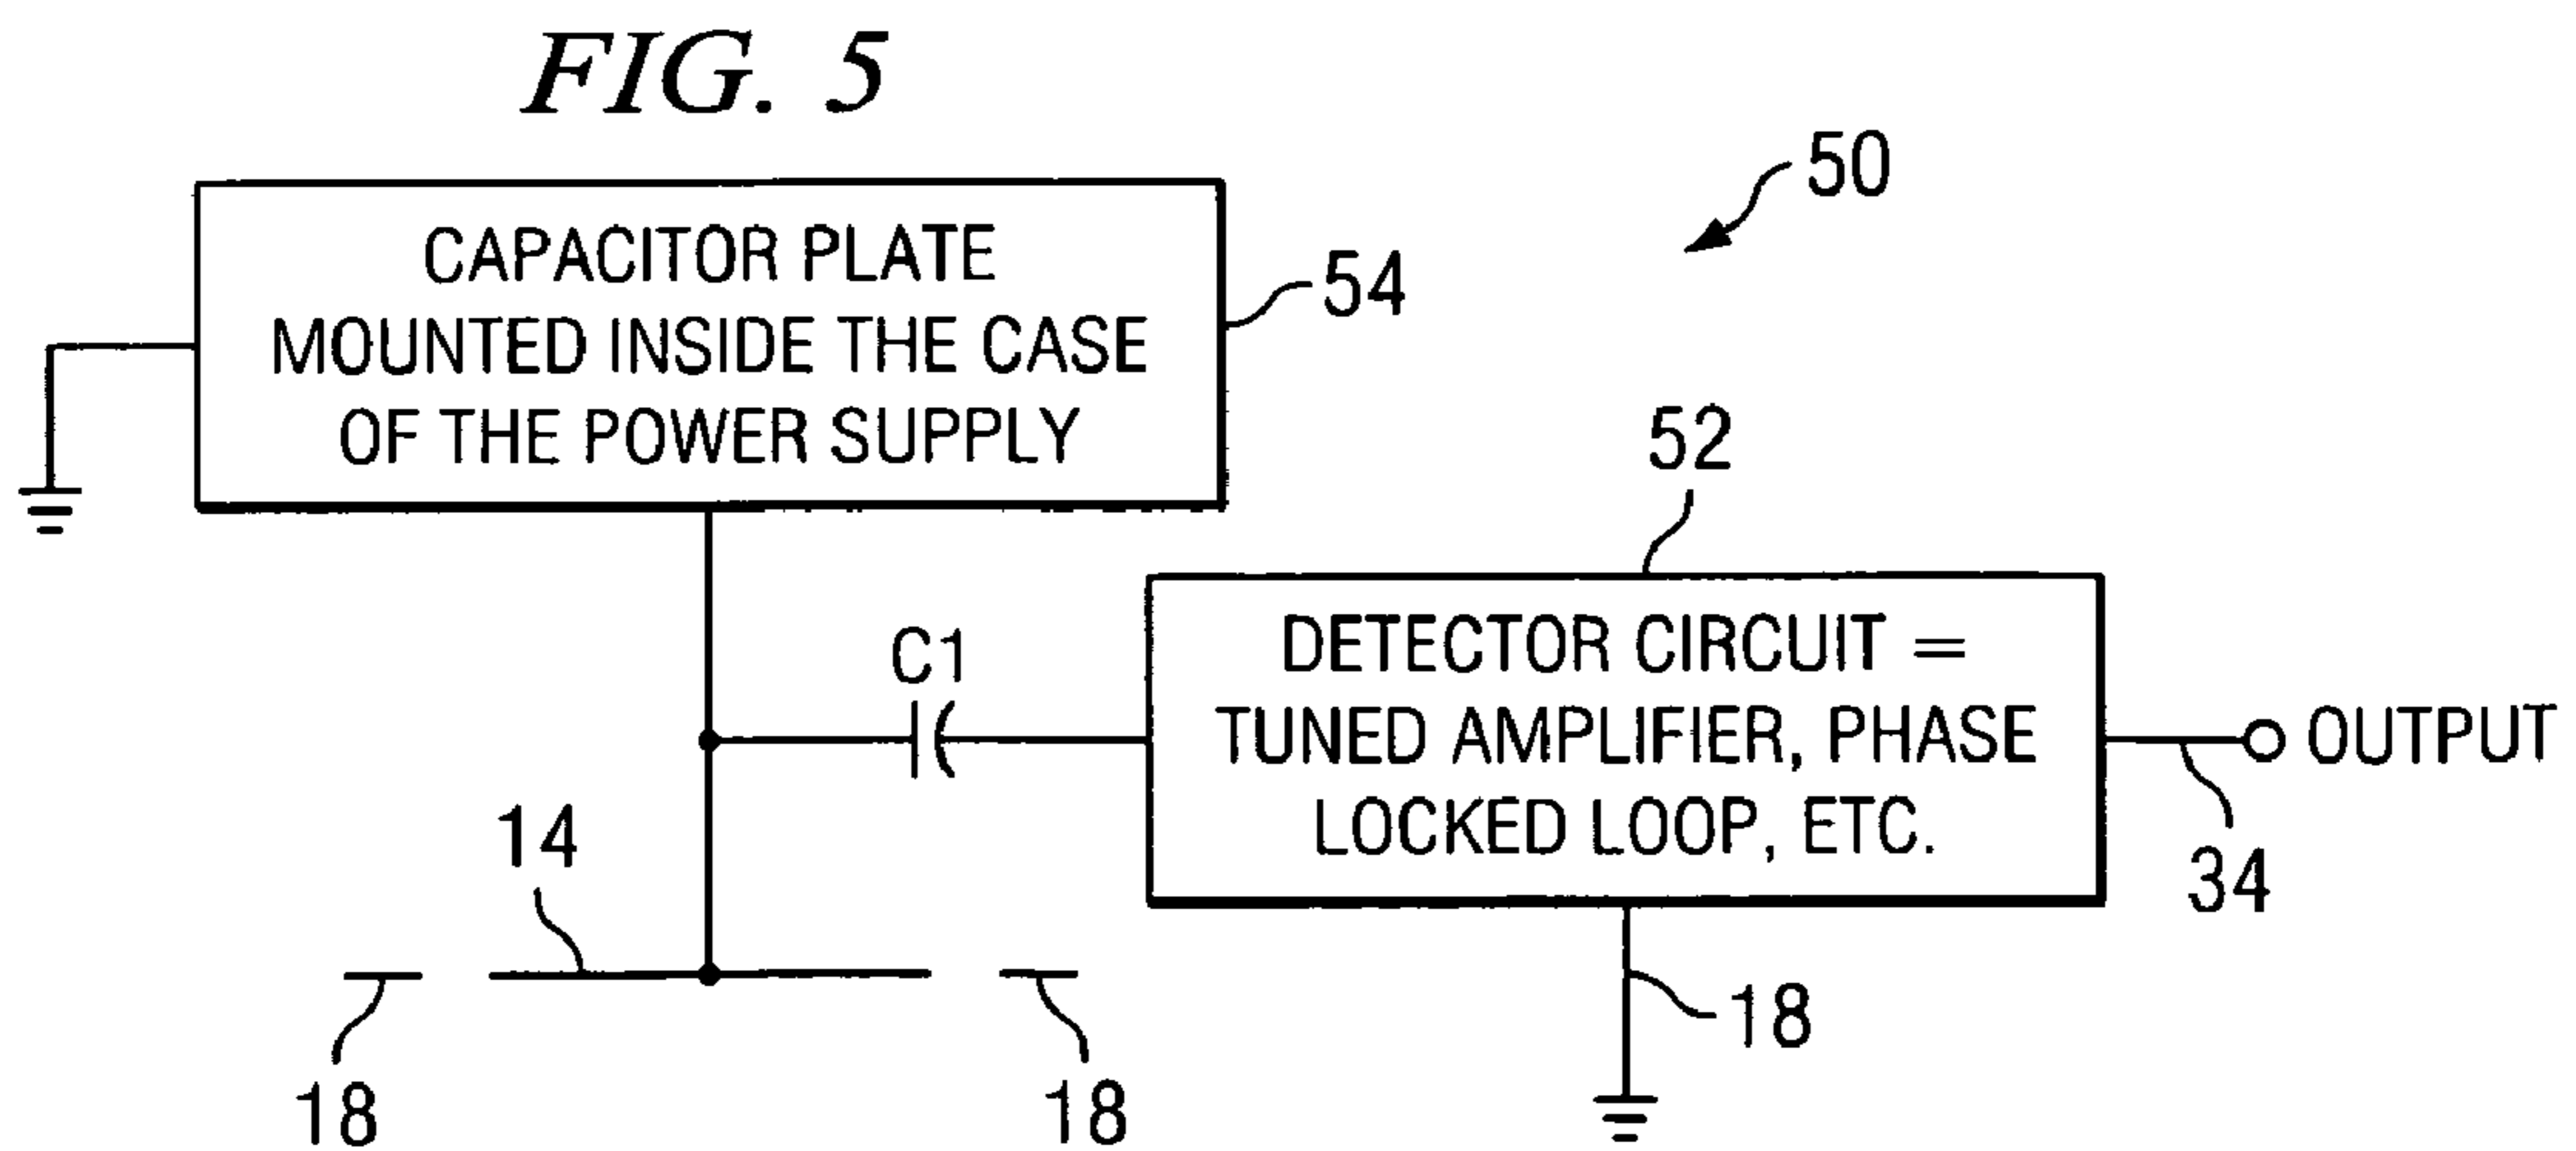 FIG. 5
50
CAPACITOR PLATE
MOUNTED INSIDE THE CASE
OF THE POWER SUPPLY
54
52
C1
DETECTOR CIRCUIT =
TUNED AMPLIFIER, PHASE
LOCKED LOOP, ETC.
OUTPUT
34
14
18
18
18